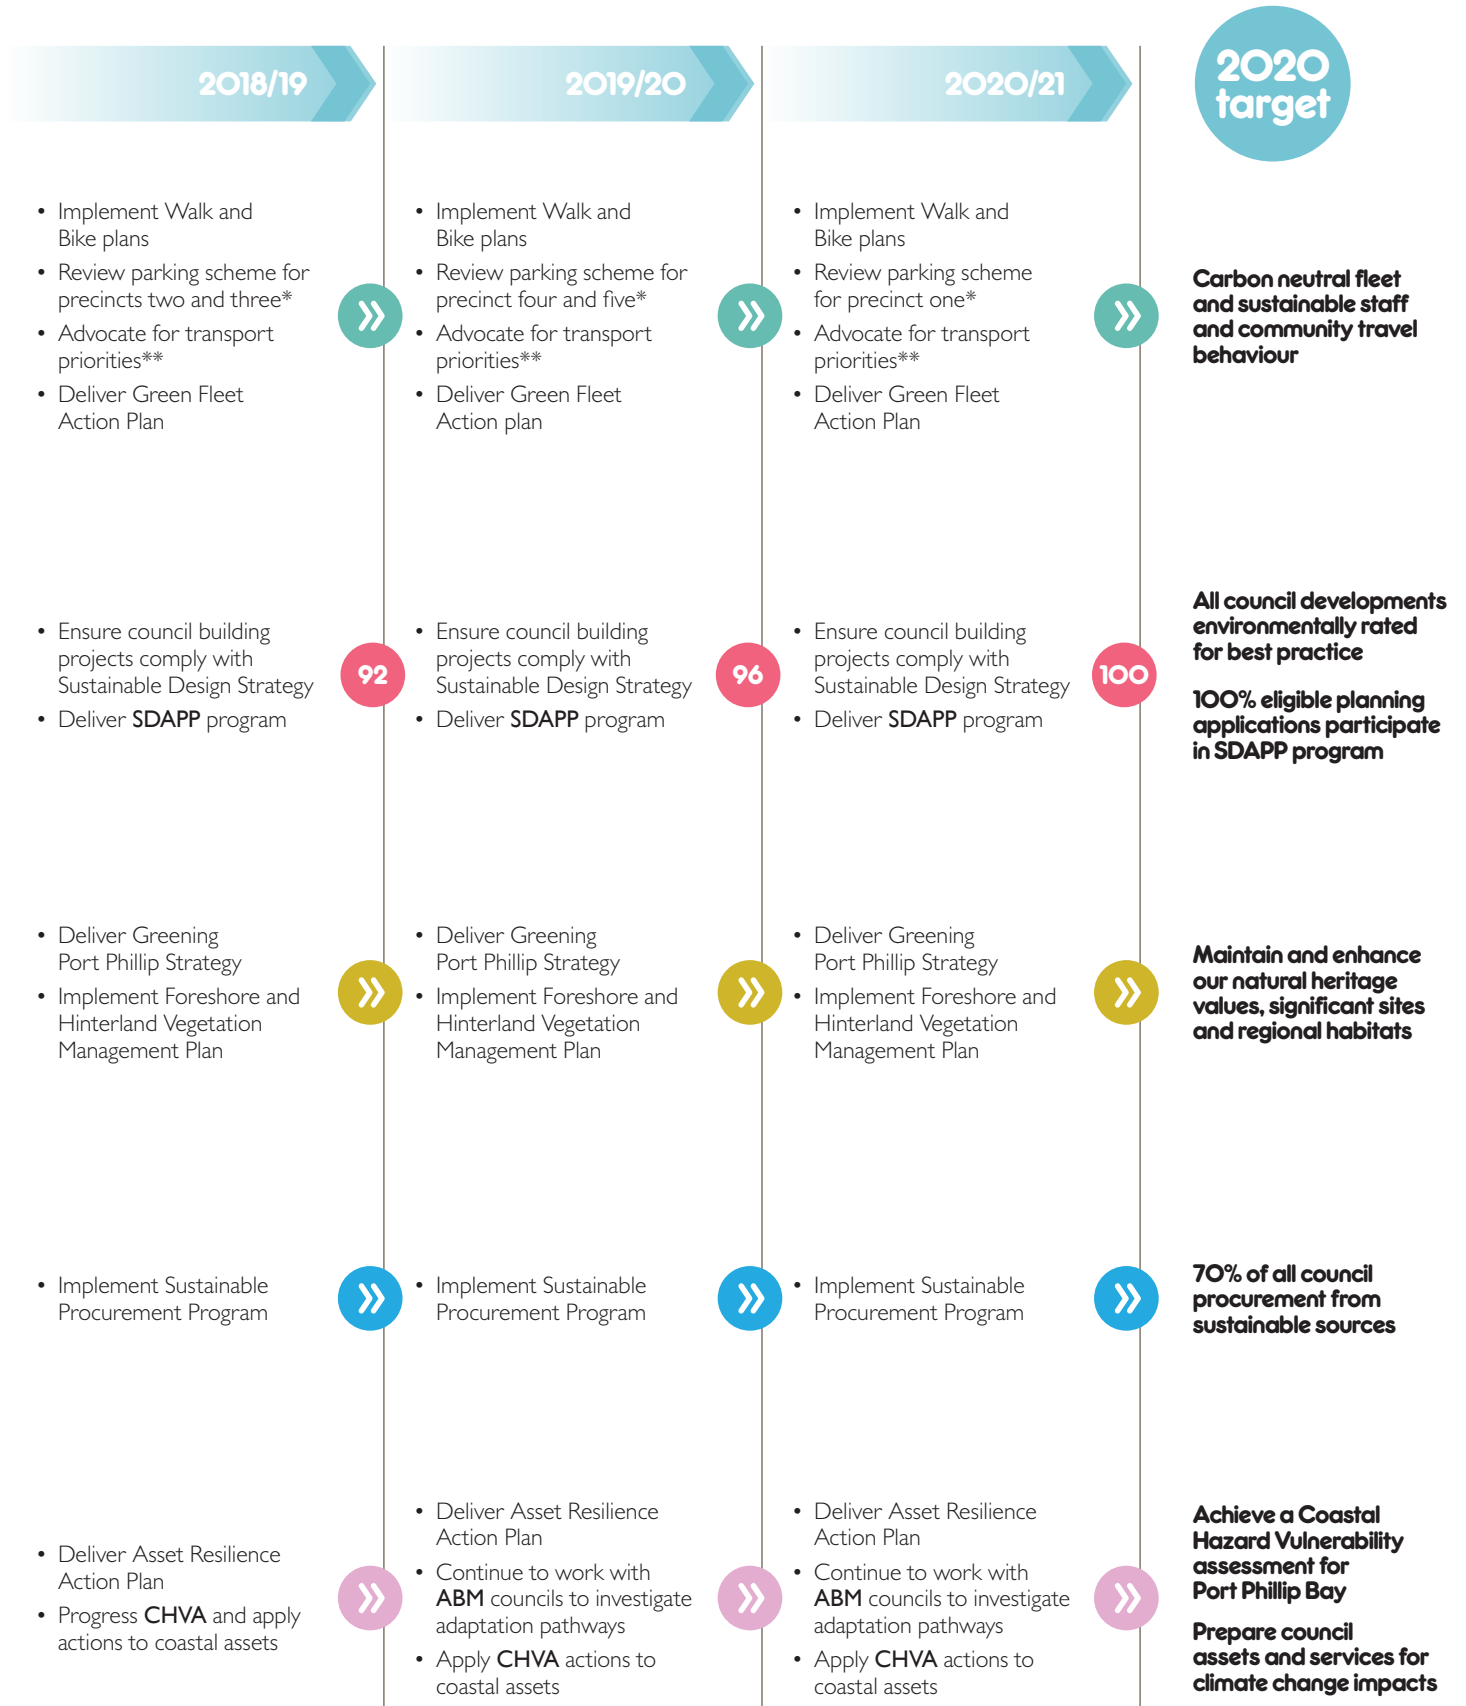 2018/19
2019/20
2020/21
2020
target
• Implement Walk and
Bike plans
• Review parking scheme for
precincts two and three*
• Advocate for transport
priorities**
• Deliver Green Fleet
Action Plan
• Implement Walk and
Bike plans
• Review parking scheme for
precinct four and five*
• Advocate for transport
priorities**
• Deliver Green Fleet
Action plan
• Implement Walk and
Bike plans
• Review parking scheme
for precinct one*
• Advocate for transport
priorities**
• Deliver Green Fleet
Action Plan
Carbon neutral fleet
and sustainable staff
and community travel
behaviour
• Ensure council building
projects comply with
Sustainable Design Strategy
• Deliver SDAPP program
92
• Ensure council building
projects comply with
Sustainable Design Strategy
• Deliver SDAPP program
96
• Ensure council building
projects comply with
Sustainable Design Strategy
• Deliver SDAPP program
100
All council developments
environmentally rated
for best practice
100% eligible planning
applications participate
in SDAPP program
• Deliver Greening
Port Phillip Strategy
• Implement Foreshore and
Hinterland Vegetation
Management Plan
• Deliver Greening
Port Phillip Strategy
• Implement Foreshore and
Hinterland Vegetation
Management Plan
• Deliver Greening
Port Phillip Strategy
• Implement Foreshore and
Hinterland Vegetation
Management Plan
Maintain and enhance
our natural heritage
values, significant sites
and regional habitats
• Implement Sustainable
Procurement Program
• Implement Sustainable
Procurement Program
• Implement Sustainable
Procurement Program
70% of all council
procurement from
sustainable sources
• Deliver Asset Resilience
Action Plan
• Progress CHVA and apply
actions to coastal assets
• Deliver Asset Resilience
Action Plan
• Continue to work with
ABM councils to investigate
adaptation pathways
• Apply CHVA actions to
coastal assets
• Deliver Asset Resilience
Action Plan
• Continue to work with
ABM councils to investigate
adaptation pathways
• Apply CHVA actions to
coastal assets
Achieve a Coastal
Hazard Vulnerability
assessment for
Port Phillip Bay
Prepare council
assets and services for
climate change impacts